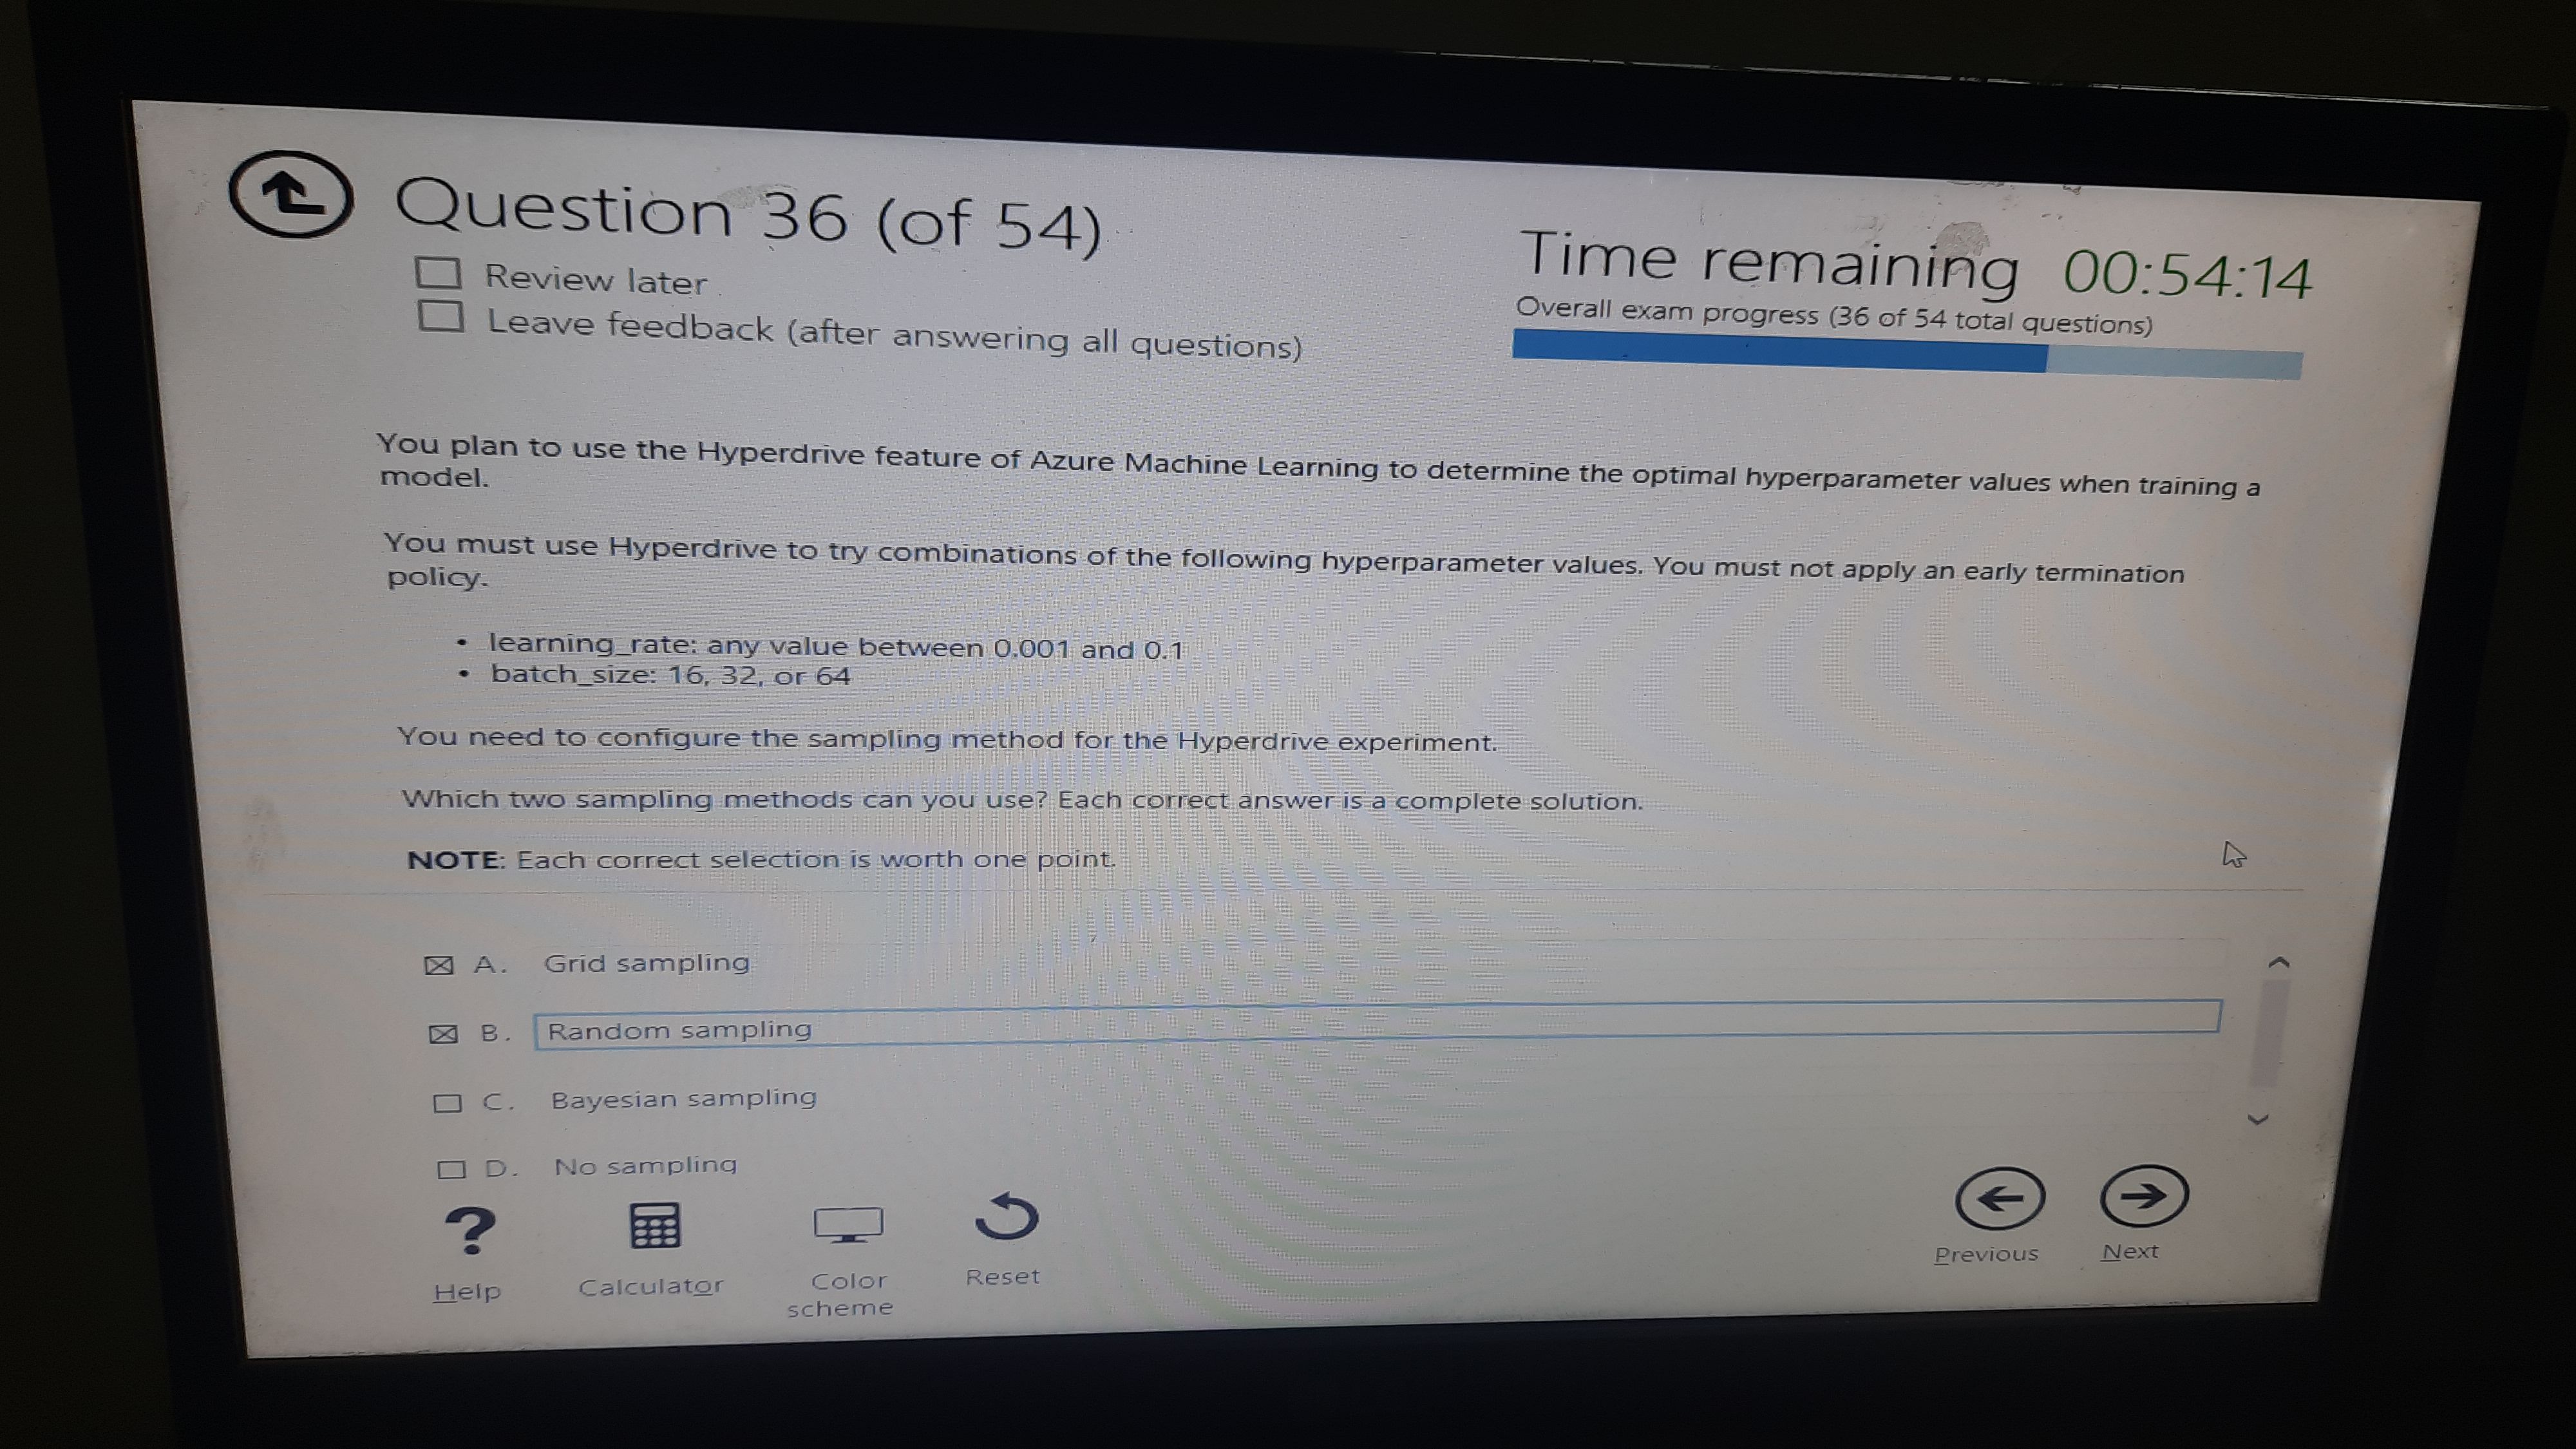 Question 36 (of 54)
Time remaining 00:54:14
Review later
Overall exam progress (36 of 54 total questions)
Leave feedback (after answering all questions)
You plan to use the Hyperdrive feature of Azure Machine Learning to determine the optimal hyperparameter values when training a
model.
You must use Hyperdrive to try combinations of the following hyperparameter values. You must not apply an early termination
policy.
• learning_rate: any value between 0.001 and 0.1
• batch_size: 16, 32, or 64
You need to configure the sampling method for the Hyperdrive experiment.
Which two sampling methods can you use? Each correct answer is a complete solution.
NOTE: Each correct selection is worth one point.
A. Grid sampling
B. Random sampling
C. Bayesian sampling
D. No sampling
Help
Calculator
Color
scheme
Reset
Previous
Next